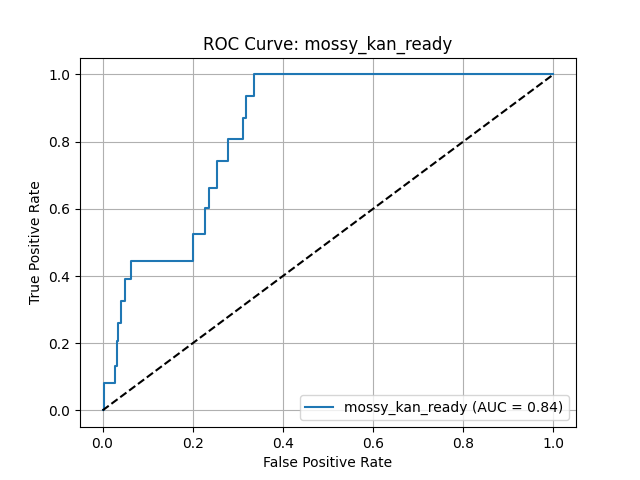 ROC Curve: mossy_kan_ready
True Positive Rate
1.0
0.8
0.6
0.4
0.2
0.0
mossy_kan_ready (AUC = 0.84)
0.0 0.2 0.4 0.6 0.8 1.0
False Positive Rate